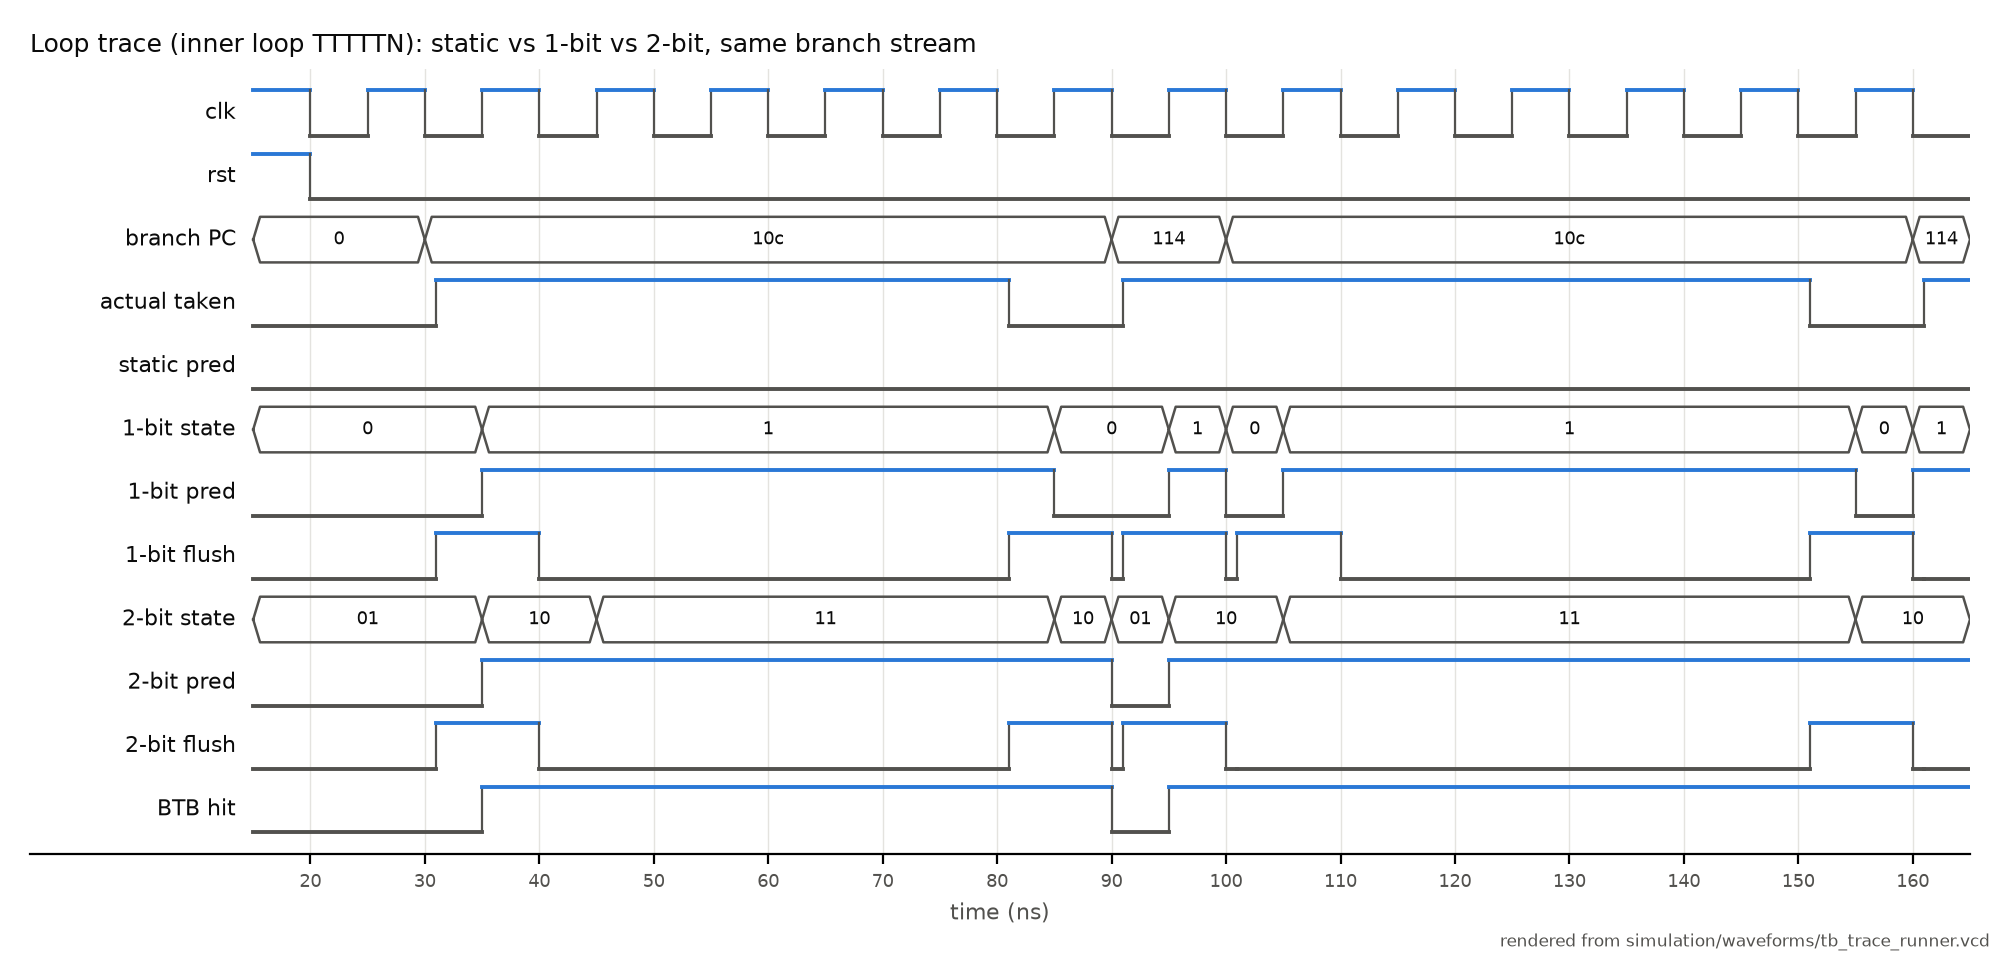 Loop trace (inner loop T̅T̅T̅T̅T̅N): static vs 1-bit vs 2-bit, same branch stream
clk
rst
branch PC 0 10c 114 10c 114
actual taken
static pred
1-bit state 0 1 0 1 0 1 0 1
1-bit pred
1-bit flush
2-bit state 01 10 11 10 01 10 11 10
2-bit pred
2-bit flush
BTB hit
20 30 40 50 60 70 80 90 100 110 120 130 140 150 160
time (ns)
rendered from simulation/waveforms/tb_trace_runner.vcd